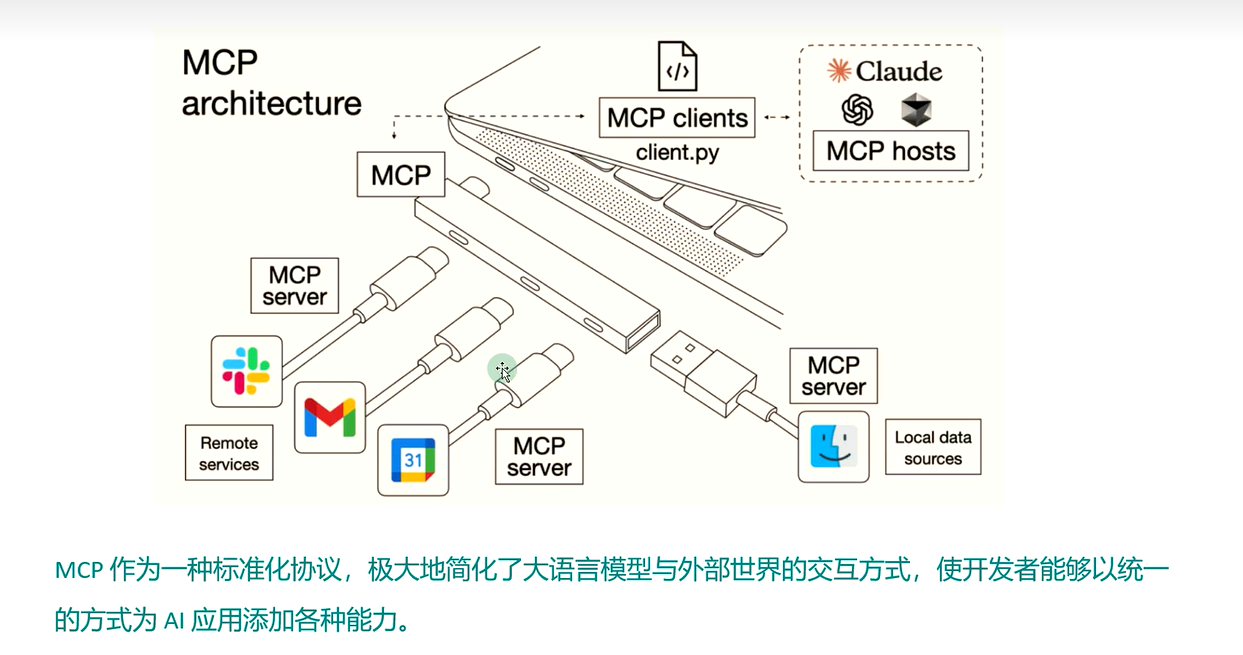 MCP
architecture
</>
MCP clients
client.py
Claude
MCP hosts
MCP
MCP
server
MCP
server
MCP
server
31
Remote
services
Local data
sources
MCP 作为一种标准化协议，极大地简化了大语言模型与外部世界的交互方式，使开发者能够以统一
的方式为 AI 应用添加各种能力。